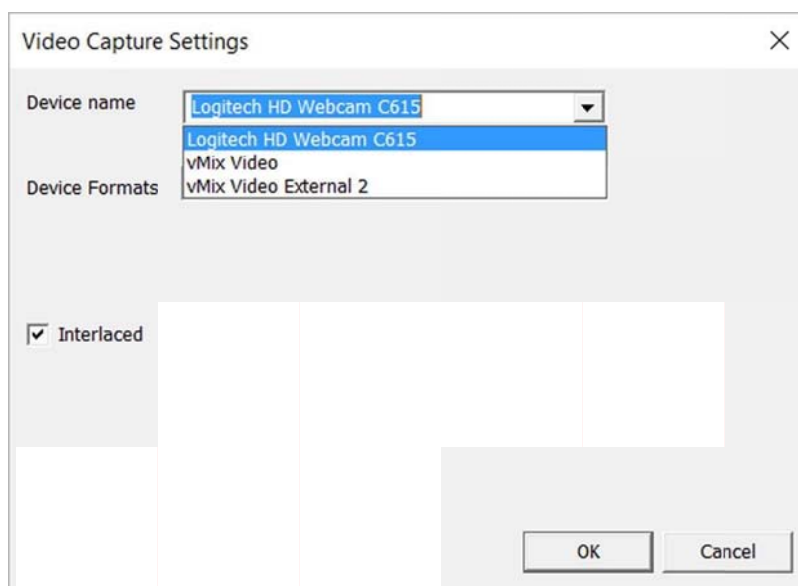 Video Capture Settings
Device name
Logitech HD Webcam C615
Logitech HD Webcam C615
vMix Video
Device Formats
vMix Video External 2
Interlaced
OK
Cancel